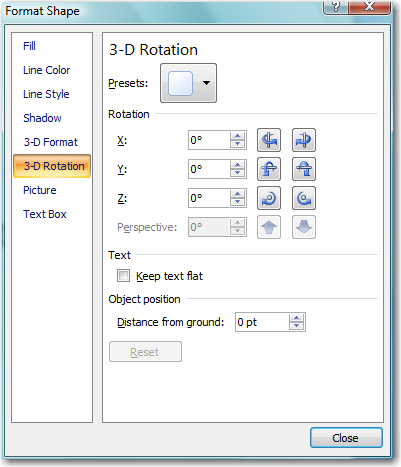 Format Shape
Fill
Line Color
Line Style
Shadow
3-D Format
3-D Rotation
Picture
Text Box
3-D Rotation
Presets:
Rotation
X: 0°
Y: 0°
Z: 0°
Perspective: 0°
Text
Keep text flat
Object position
Distance from ground: 0 pt
Reset
Close